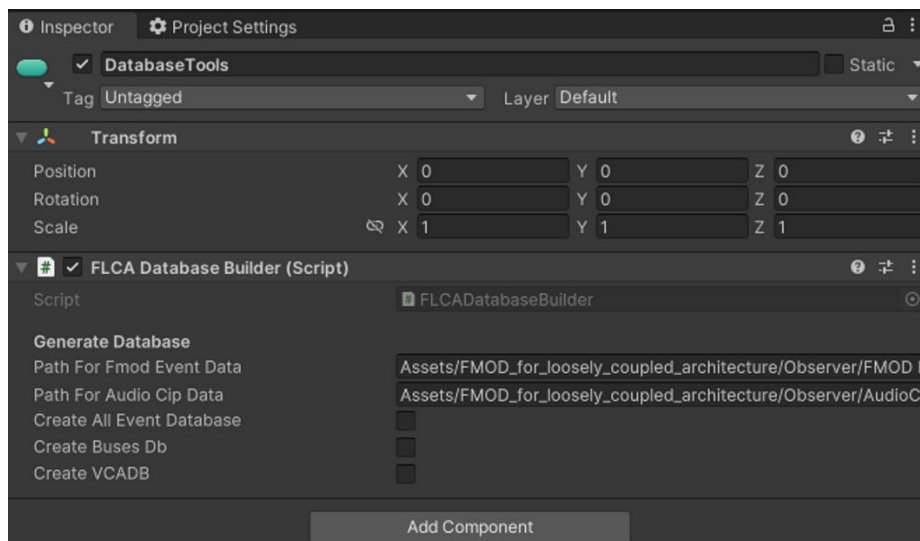 Inspector Project Settings
DatabaseTools Static
Tag Untagged Layer Default
Transform
Position X 0 Y 0 Z 0
Rotation X 0 Y 0 Z 0
Scale X 1 Y 1 Z 1
# FLCA Database Builder (Script)
Script # FLCADatabaseBuilder
Generate Database
Path For Fmod Event Data Assets/FMOD_for_loosely_coupled_architecture/Observer/FMOD
Path For Audio Cip Data Assets/FMOD_for_loosely_coupled_architecture/Observer/AudioC
Create All Event Database
Create Buses Db
Create VCADB
Add Component